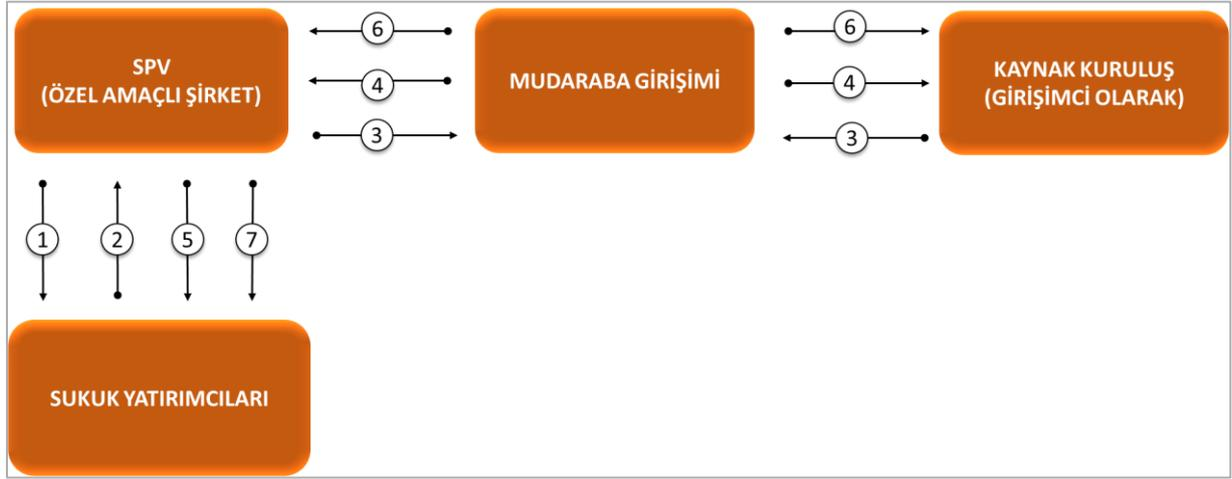 SPV
(ÖZEL AMAÇLI ŞİRKET)
6
4
3
MUDARABA GİRİŞİMİ
6
4
3
KAYNAK KURULUŞ
(GİRİŞİMCİ OLARAK)
1
2
5
7
SUKUK YATIRIMCILARI